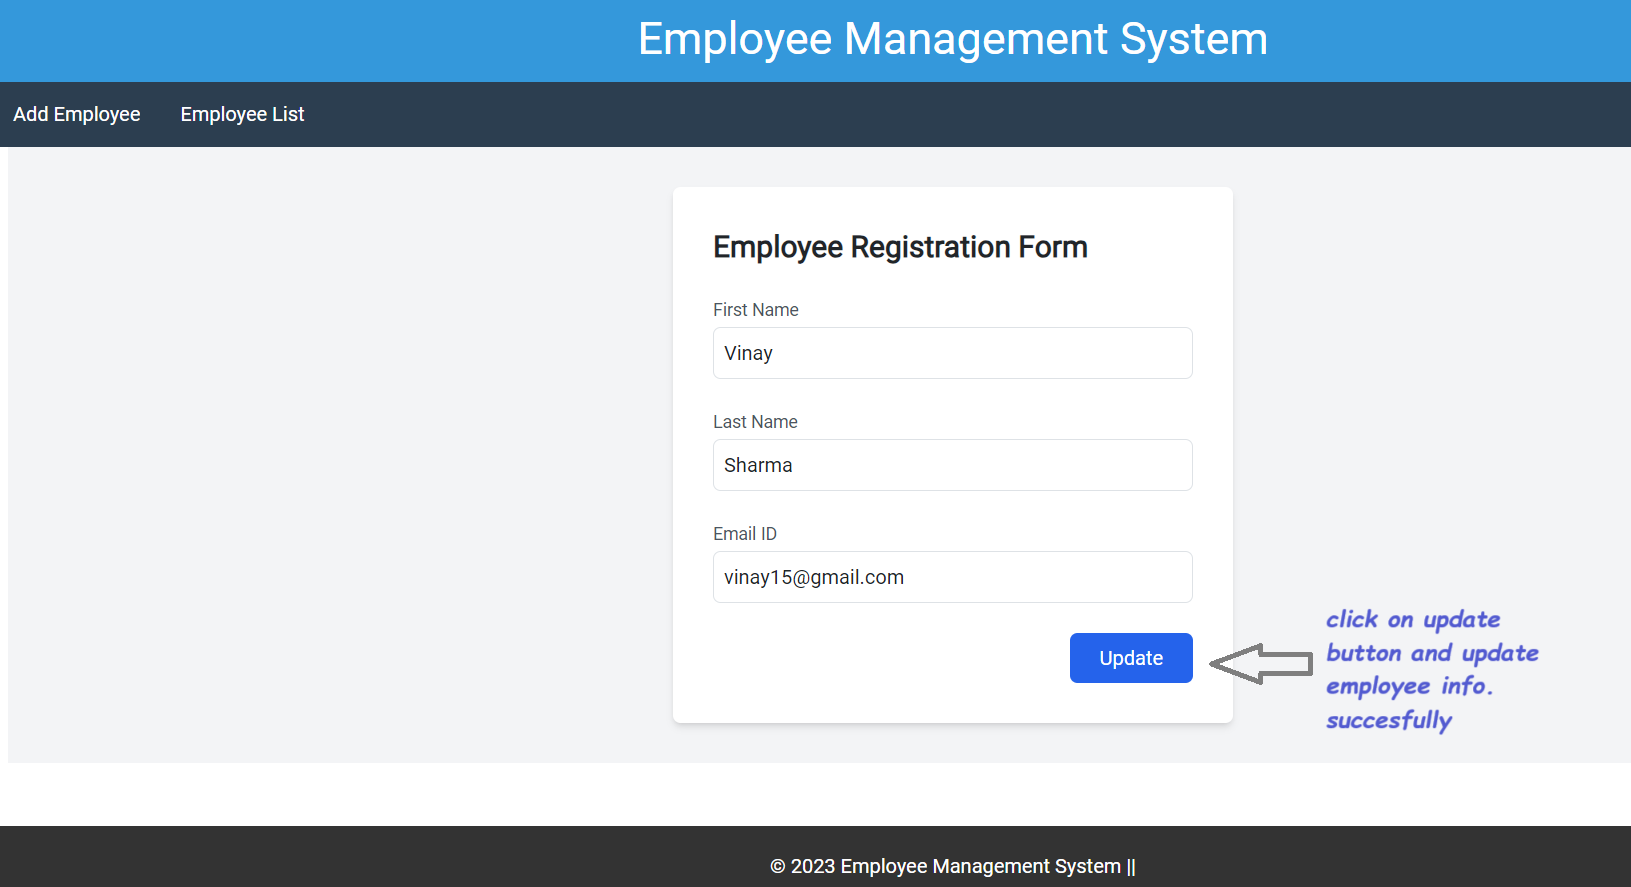 Employee Management System
Add Employee Employee List
Employee Registration Form
First Name
Vinay
Last Name
Sharma
Email ID
vinay15@gmail.com
Update
click on update
button and update
employee info.
succesfully
© 2023 Employee Management System ||